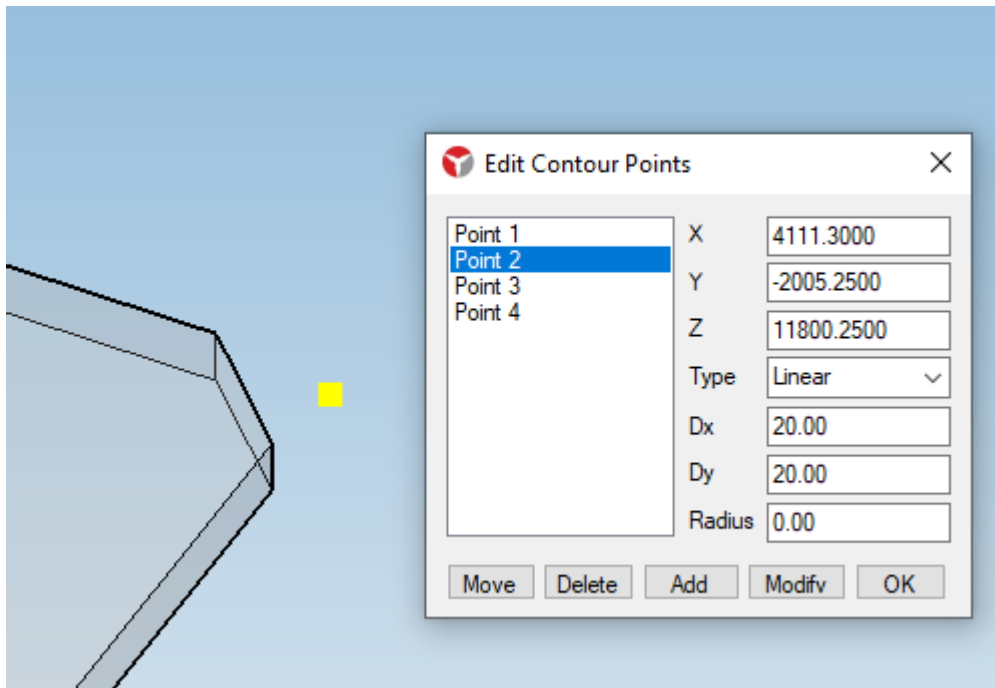 Edit Contour Points
Point 1
Point 2
Point 3
Point 4
X 4111.3000
Y -2005.2500
Z 11800.2500
Type Linear
Dx 20.00
Dy 20.00
Radius 0.00
Move Delete Add Modify OK